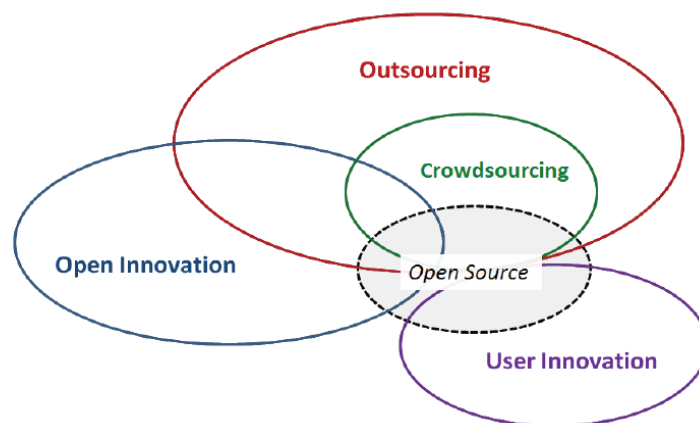 Outsourcing
Crowdsourcing
Open Innovation
Open Source
User Innovation